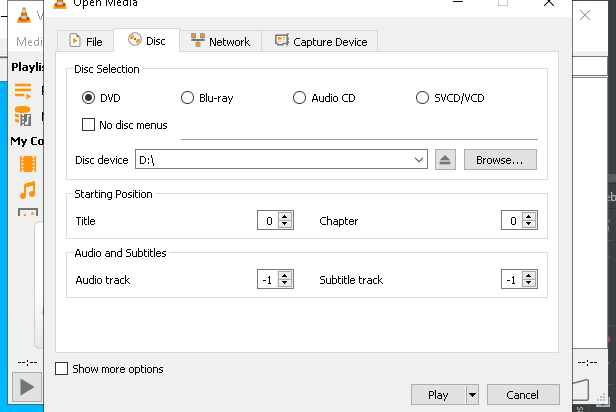 Open Media
Medi
File
Disc
Network
Capture Device
Playlis
Disc Selection
DVD
Blu-ray
Audio CD
SVCD/VCD
No disc menus
My Co
Disc device
D:\
Browse...
Starting Position
Title
0
Chapter
0
Audio and Subtitles
Audio track
-1
Subtitle track
-1
--:--
Show more options
--:--
Play
Cancel